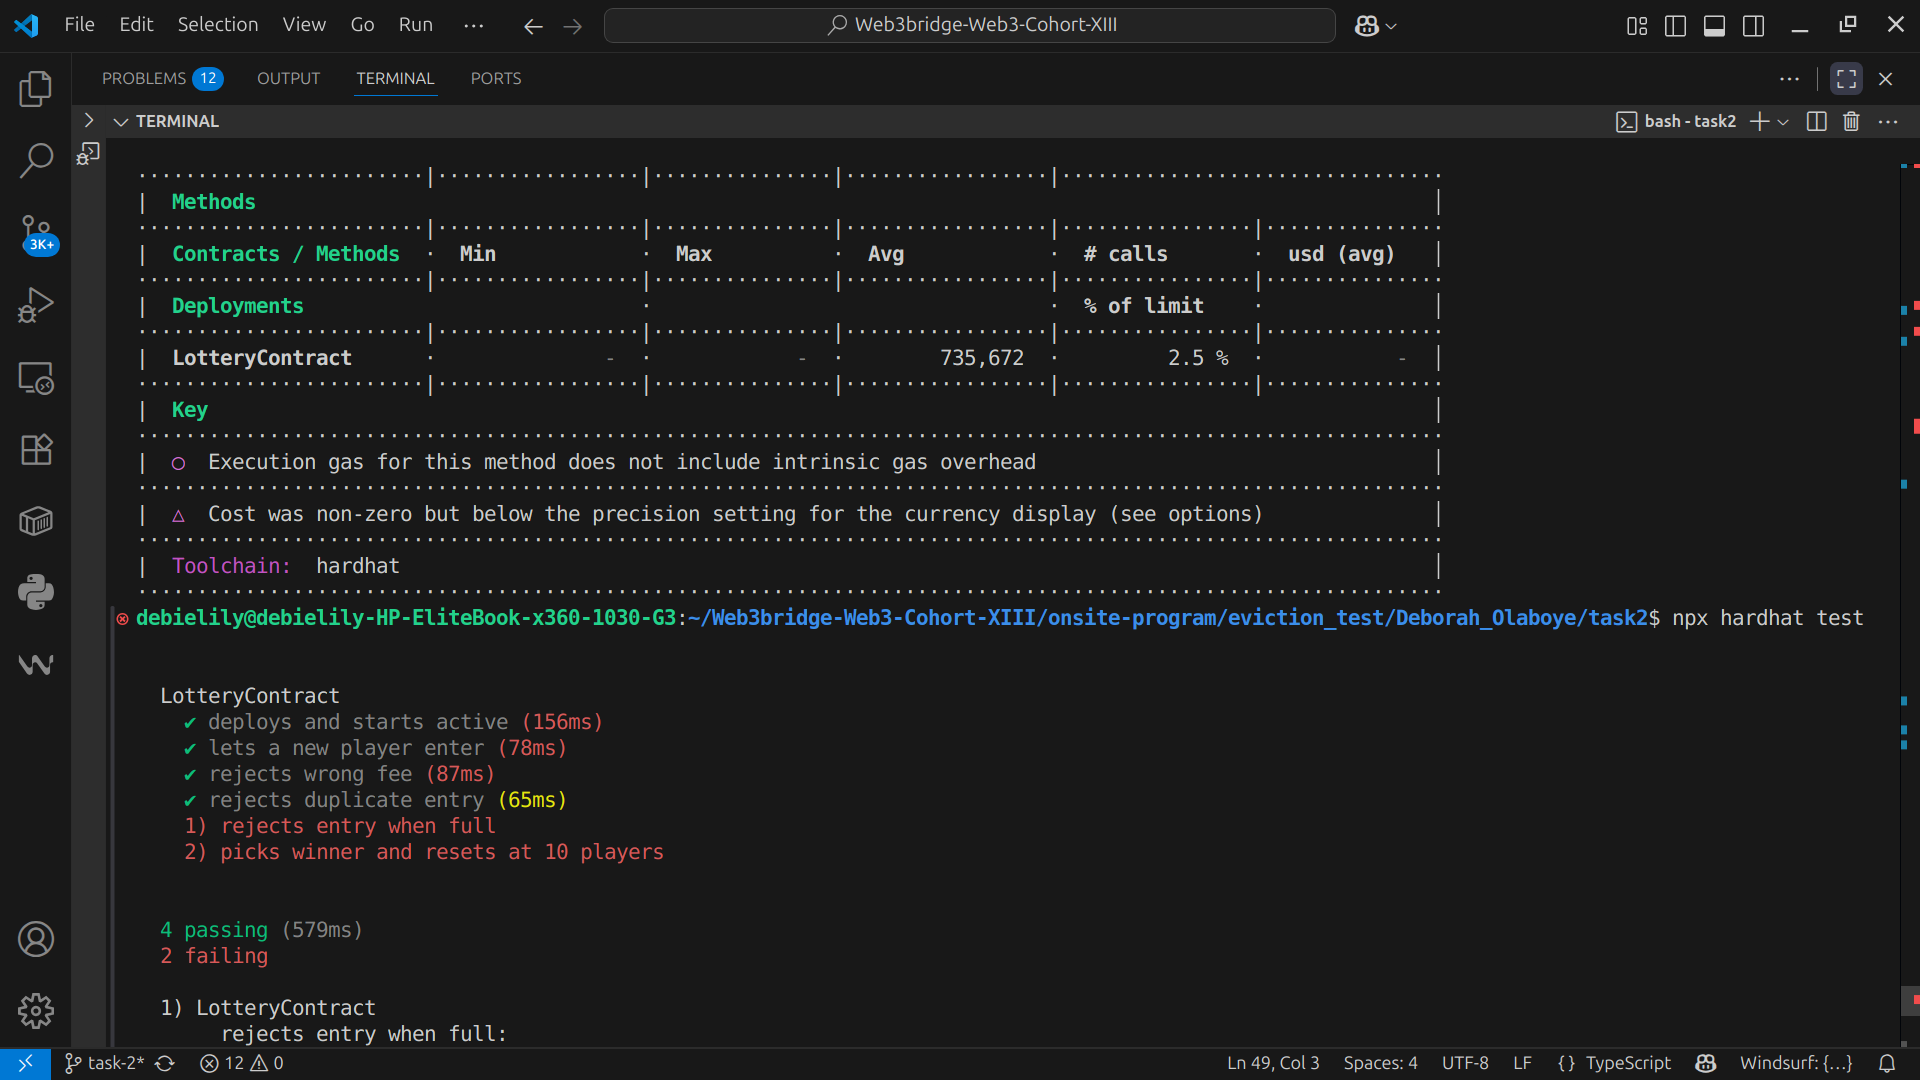 File Edit Selection View Go Run ···
Web3bridge-Web3-Cohort-XIII
PROBLEMS 12 OUTPUT TERMINAL PORTS
TERMINAL
bash - task2
3K+
| Methods |
| Contracts / Methods · Min · Max · Avg · # calls · usd (avg) |
| Deployments · · % of limit · |
| LotteryContract · - · - · 735,672 · 2.5 % · - |
| Key |
| ○ Execution gas for this method does not include intrinsic gas overhead |
| △ Cost was non-zero but below the precision setting for the currency display (see options) |
| Toolchain: hardhat |
debielily@debielily-HP-EliteBook-x360-1030-G3:~/Web3bridge-Web3-Cohort-XIII/onsite-program/eviction_test/Deborah_Olaboye/task2$ npx hardhat test
LotteryContract
✔ deploys and starts active (156ms)
✔ lets a new player enter (78ms)
✔ rejects wrong fee (87ms)
✔ rejects duplicate entry (65ms)
1) rejects entry when full
2) picks winner and resets at 10 players
4 passing (579ms)
2 failing
1) LotteryContract
rejects entry when full:
task-2* 12 0 Ln 49, Col 3 Spaces: 4 UTF-8 LF {} TypeScript Windsurf: {...}